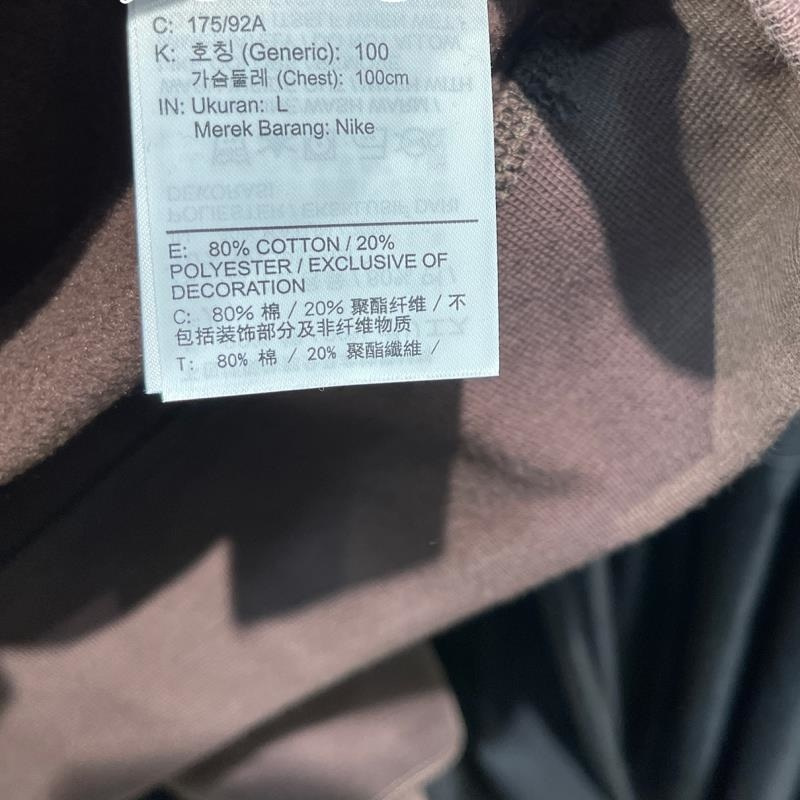 C: 175/92A
K: 호칭 (Generic): 100
가슴둘레 (Chest): 100cm
IN: Ukuran: L
Merek Barang: Nike
E: 80% COTTON / 20%
POLYESTER / EXCLUSIVE OF
DECORATION
C: 80% 棉 / 20% 聚酯纤维 / 不
包括装饰部分及非纤维物质
T: 80% 棉 / 20% 聚酯纖維 /